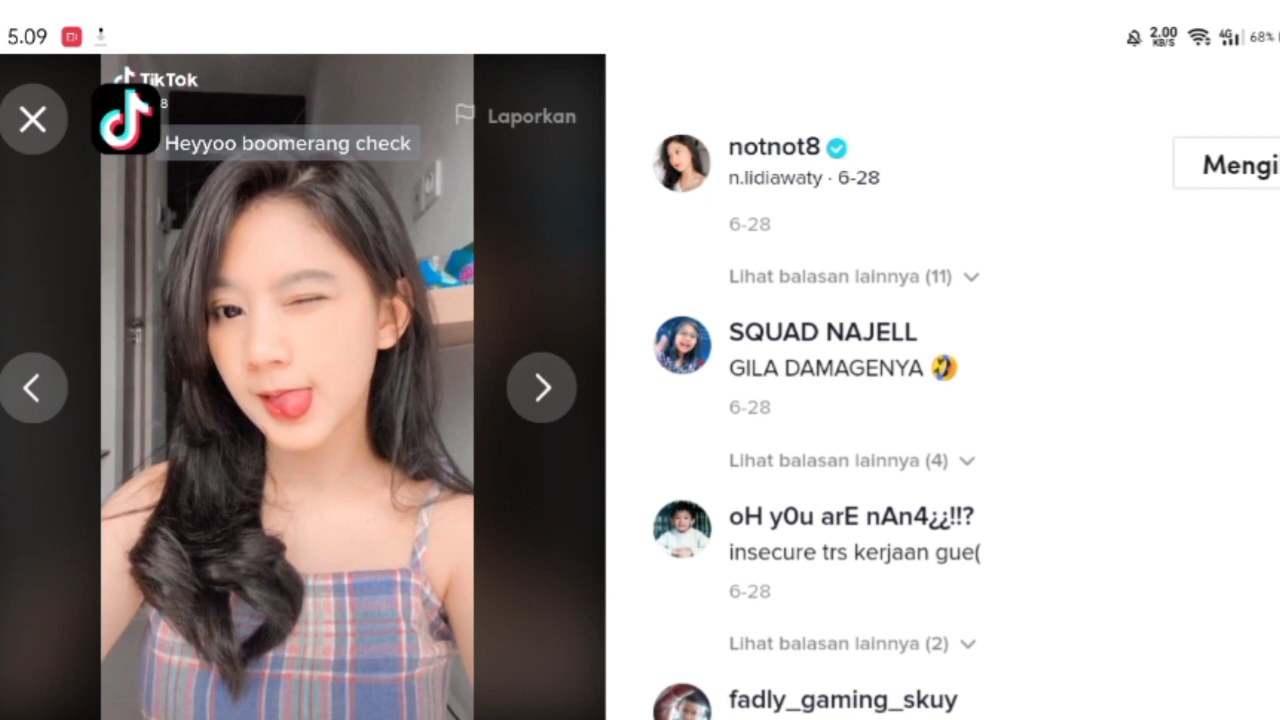 5.09
2.00
KB/S
4G
68%
TikTok
8
Laporkan
Heyyoo boomerang check
notnot8
n.lidiawaty · 6-28
Mengi
6-28
Lihat balasan lainnya (11)
SQUAD NAJELL
GILA DAMAGENYA 🤣
6-28
Lihat balasan lainnya (4)
oH y0u arE nAn4¿¿!!?
insecure trs kerjaan gue(
6-28
Lihat balasan lainnya (2)
fadly_gaming_skuy